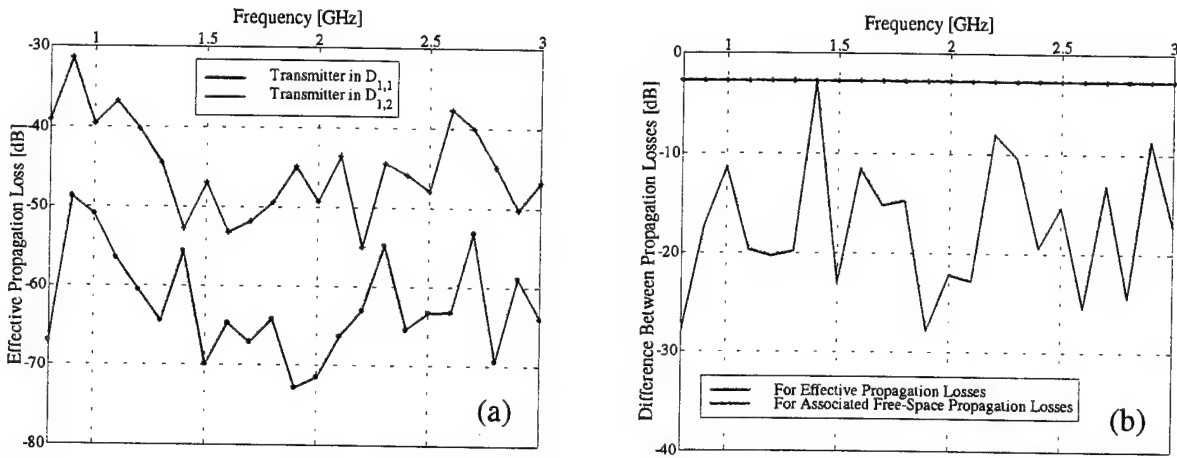 Frequency [GHz]
1 1.5 2 2.5 3
-30
-40
-50
-60
-70
-80
Effective Propagation Loss [dB]
Transmitter in D1,1
Transmitter in D1,2
(a)
Frequency [GHz]
1 1.5 2 2.5 3
0
-10
-20
-30
-40
Difference Between Propagation Losses [dB]
For Effective Propagation Losses
For Associated Free-Space Propagation Losses
(b)